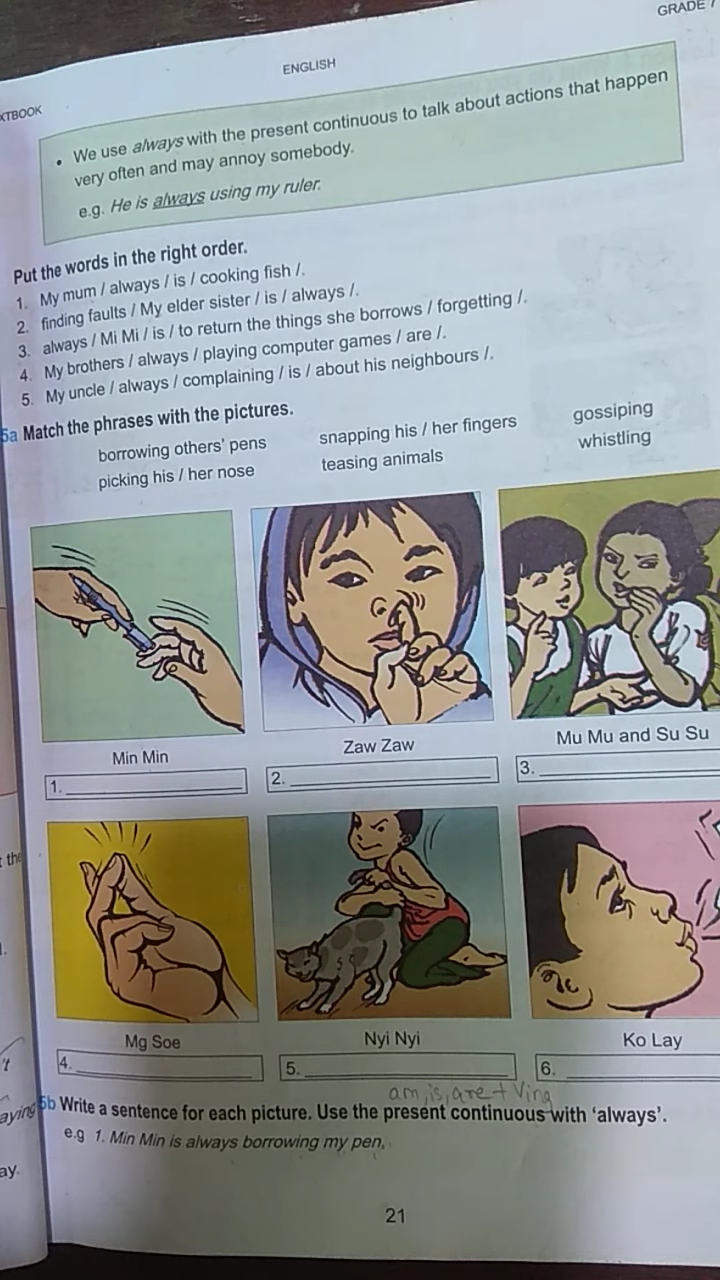 GRADE 7
ENGLISH
XTBOOK
• We use always with the present continuous to talk about actions that happen
very often and may annoy somebody.
e.g. He is always using my ruler.
Put the words in the right order.
1. My mum / always / is / cooking fish /.
2. finding faults / My elder sister / is / always /.
3. always / Mi Mi / is / to return the things she borrows / forgetting /.
4. My brothers / always / playing computer games / are /.
5. My uncle / always / complaining / is / about his neighbours /.
5a Match the phrases with the pictures.
borrowing others' pens snapping his / her fingers gossiping
picking his / her nose teasing animals whistling
Min Min Zaw Zaw Mu Mu and Su Su
1. 2. 3.
the
Mg Soe Nyi Nyi Ko Lay
4. 5. 6.
't
am, is, are + Ving
aying
5b Write a sentence for each picture. Use the present continuous with 'always'.
e.g 1. Min Min is always borrowing my pen.
ay.
21